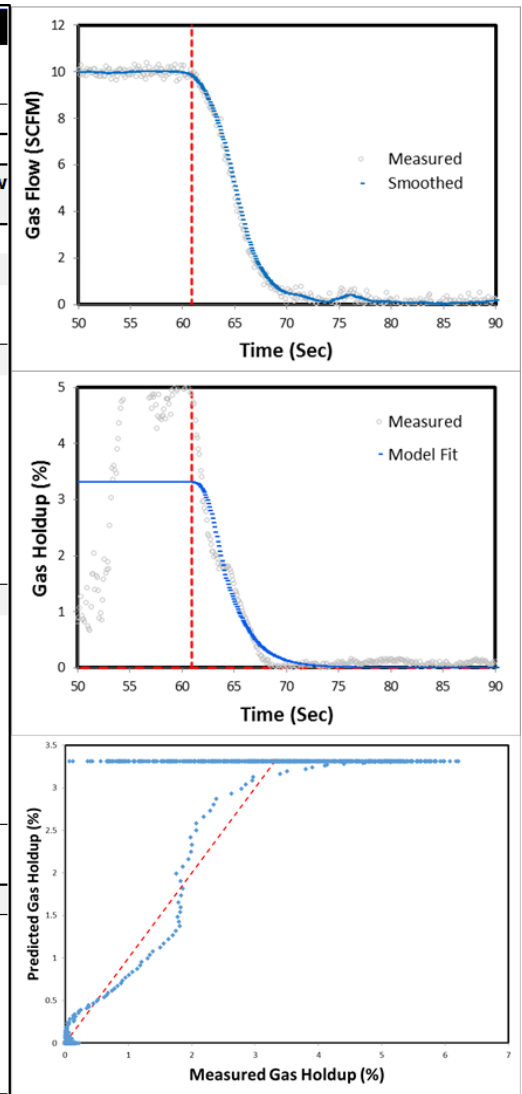 12
10
8
6
4
2
0
Gas Flow (SCFM)
Measured
Smoothed
50 55 60 65 70 75 80 85 90
Time (Sec)
5
4
3
2
1
0
Gas Holdup (%)
Measured
Model Fit
50 55 60 65 70 75 80 85 90
Time (Sec)
3.5
3
2.5
2
1.5
1
0.5
0
Predicted Gas Holdup (%)
0 1 2 3 4 5 6 7
Measured Gas Holdup (%)